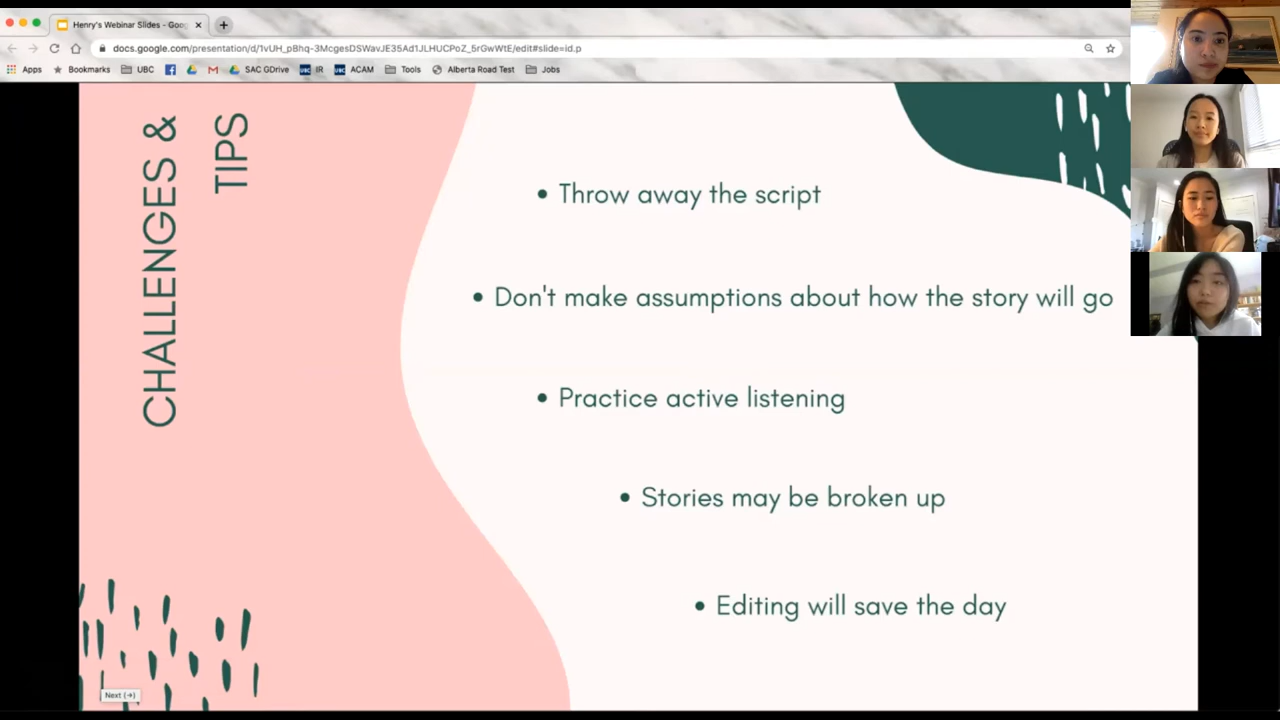 Henry's Webinar Slides - Goo
docs.google.com/presentation/d/1vUH_pBhq-3McgesDSWavJE35Ad1JLHUCPoZ_5rGwWtE/edit#slide=id.p
Apps Bookmarks UBC SAC GDrive UBC IR UBC ACAM Tools Alberta Road Test Jobs
CHALLENGES &
TIPS
• Throw away the script
• Don't make assumptions about how the story will go
• Practice active listening
• Stories may be broken up
• Editing will save the day
Next (→)